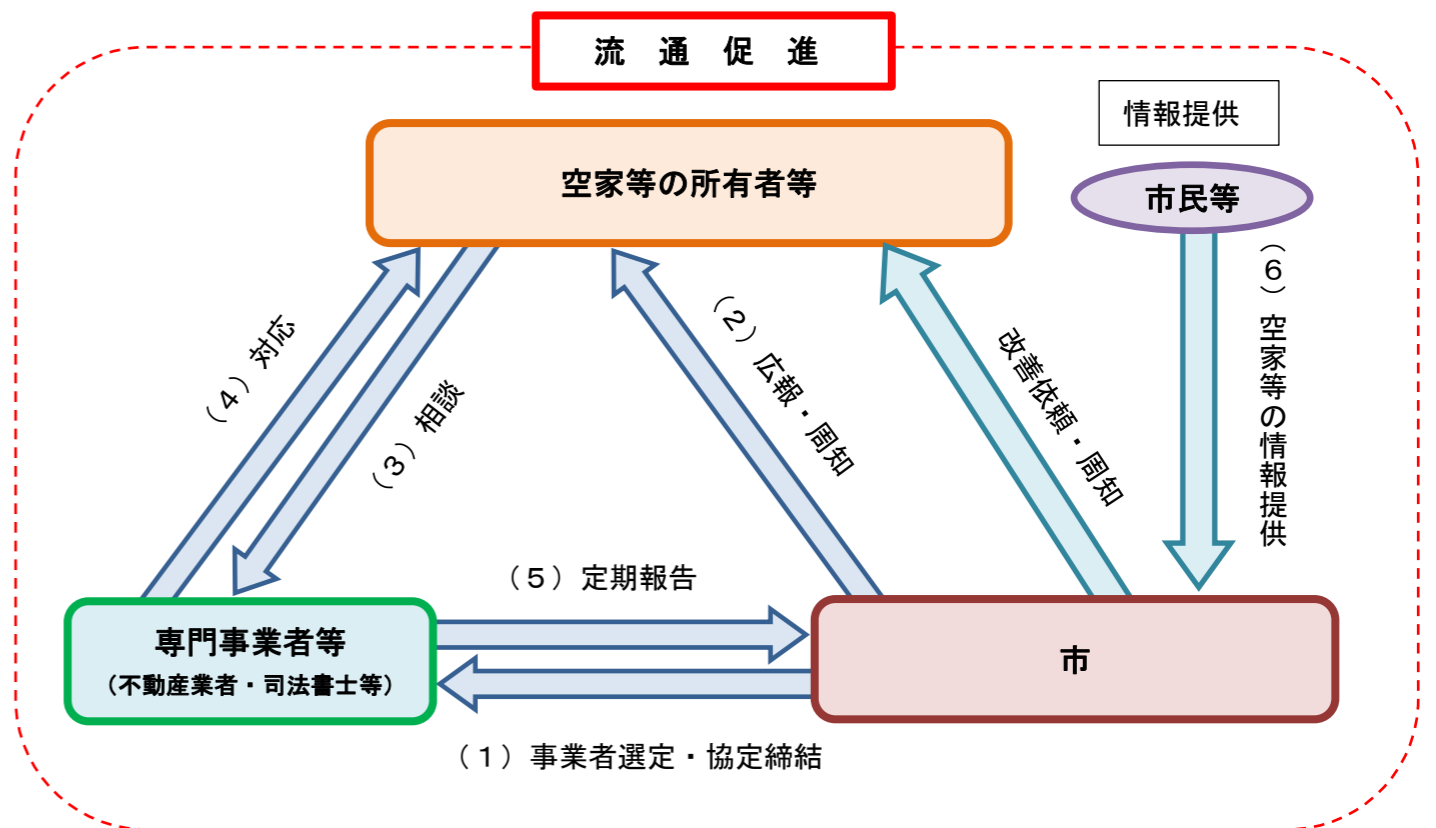 流 通 促 進
情報提供
空家等の所有者等
市民等
(6)空家等の情報提供
(4)対応
(3)相談
(2)広報・周知
改善依頼・周知
(5)定期報告
専門事業者等
(不動産業者・司法書士等)
市
(1)事業者選定・協定締結